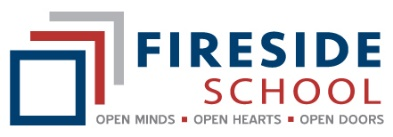 FIRESIDE
SCHOOL
OPEN MINDS ▪ OPEN HEARTS ▪ OPEN DOORS